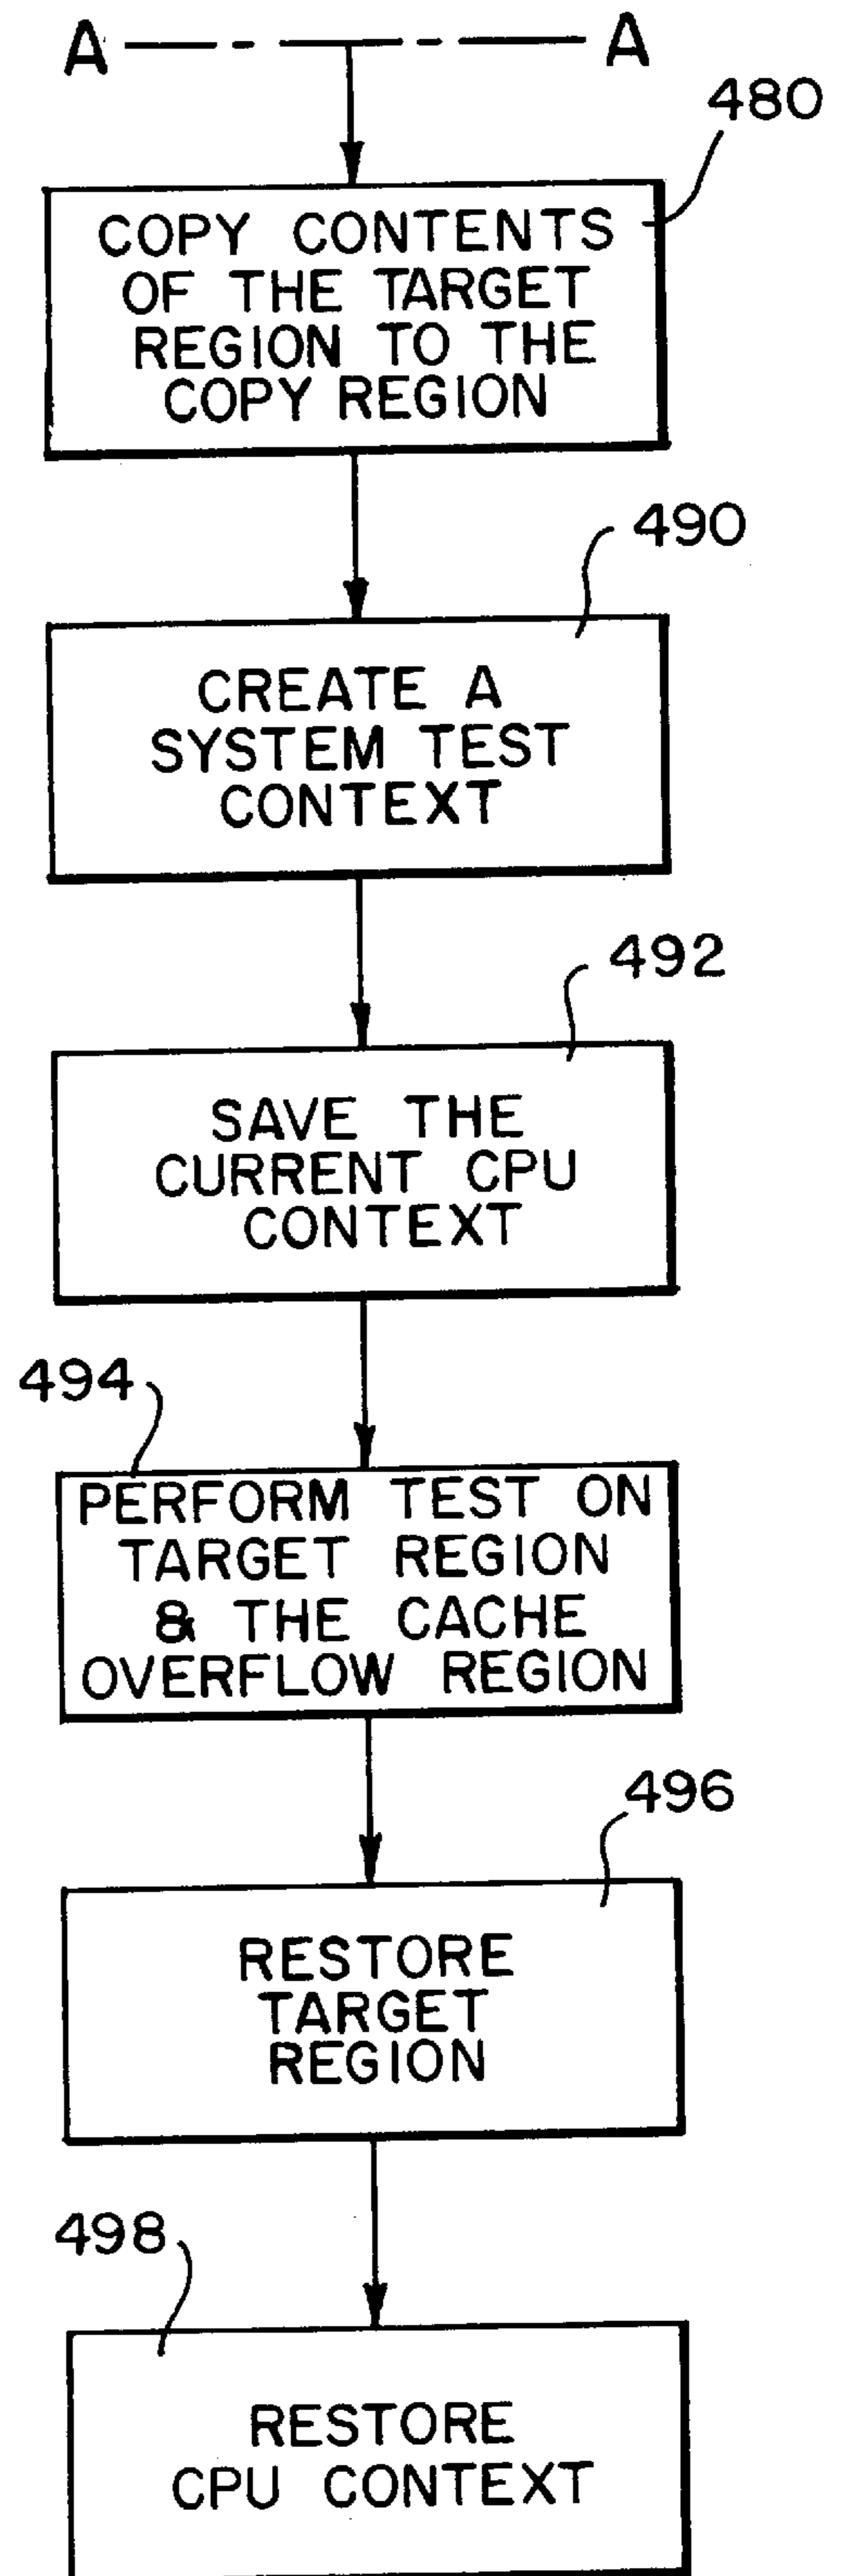 A A
480
COPY CONTENTS
OF THE TARGET
REGION TO THE
COPY REGION
490
CREATE A
SYSTEM TEST
CONTEXT
492
SAVE THE
CURRENT CPU
CONTEXT
494
PERFORM TEST ON
TARGET REGION
& THE CACHE
OVERFLOW REGION
496
RESTORE
TARGET
REGION
498
RESTORE
CPU CONTEXT